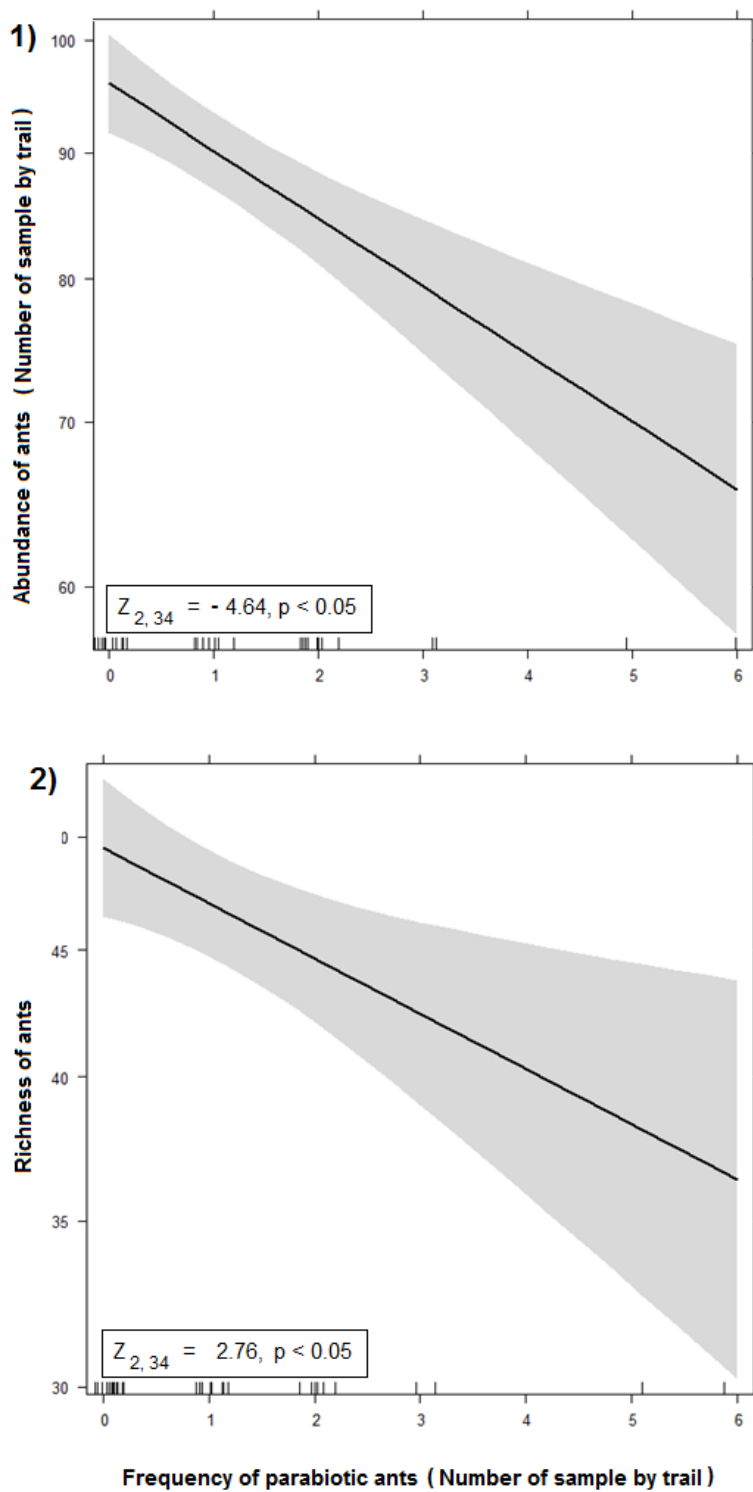 1)
100
90
80
70
60
Abundance of ants ( Number of sample by trail )
Z 2, 34 = - 4.64, p < 0.05
0 1 2 3 4 5 6
2)
0
45
40
35
30
Richness of ants
Z 2, 34 = 2.76, p < 0.05
0 1 2 3 4 5 6
Frequency of parabiotic ants ( Number of sample by trail )